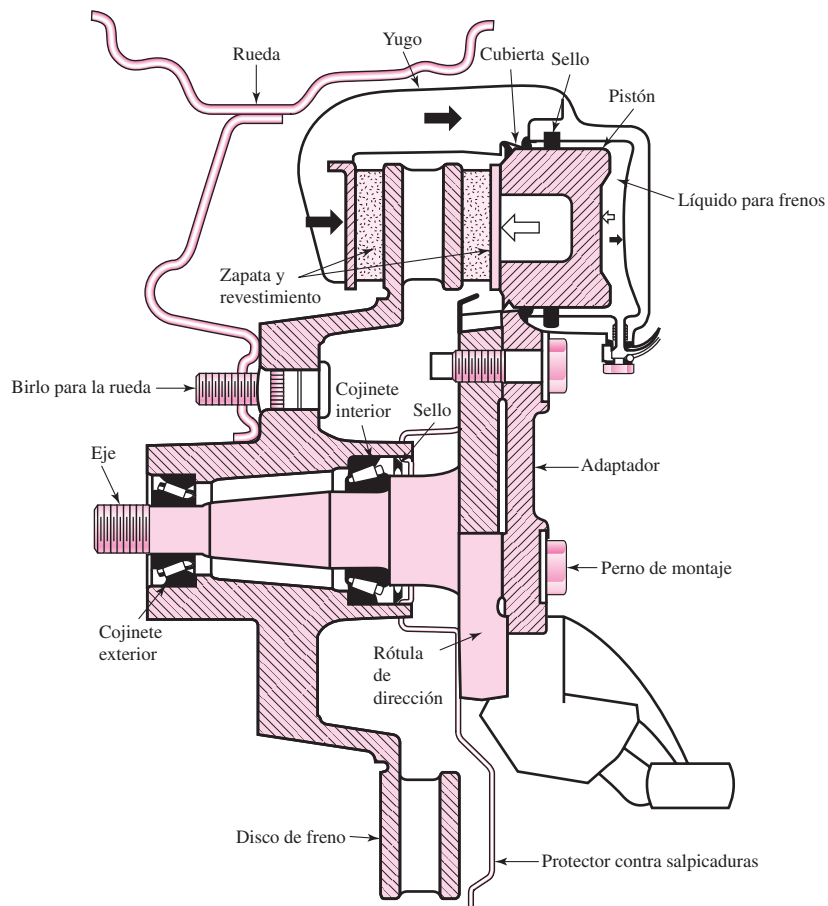 Yugo
Rueda
Cubierta
Sello
Pistón
Líquido para frenos
Zapata y
revestimiento
Birlo para la rueda
Cojinete
interior
Sello
Eje
Adaptador
Perno de montaje
Cojinete
exterior
Rótula
de
dirección
Disco de freno
Protector contra salpicaduras